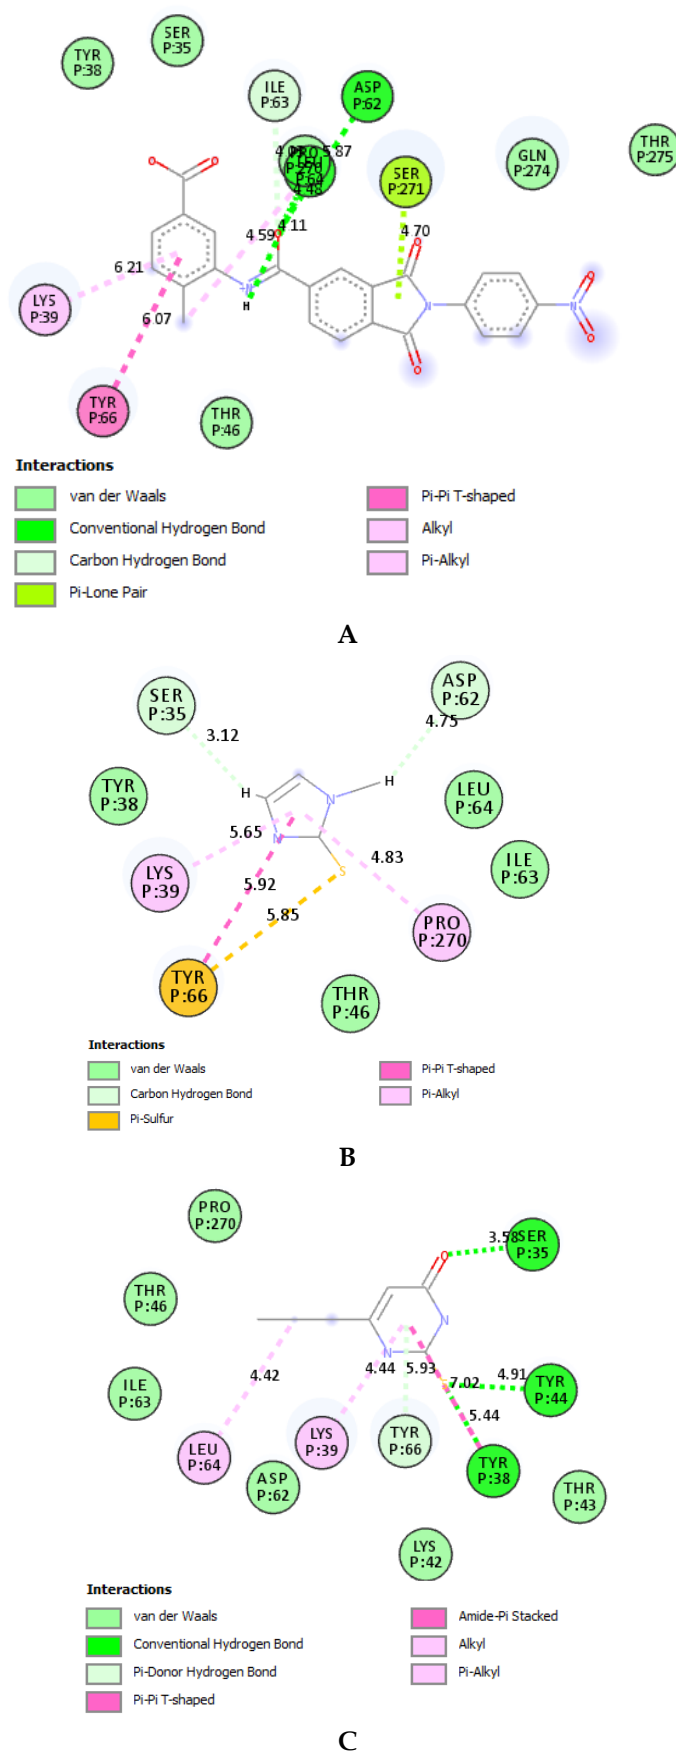 SER
P:35
TYR
P:38
ILE
P:63
ASP
P:62
PRO
P:270
P:64
5.87
4.48
SER
P:271
GLN
P:274
THR
P:275
O
O
4.59
4.11
O
4.70
O
6.21
N
H
N
O
N
O
O
LYS
P:39
6.07
TYR
P:66
THR
P:46
Interactions
van der Waals
Conventional Hydrogen Bond
Carbon Hydrogen Bond
Pi-Lone Pair
Pi-Pi T-shaped
Alkyl
Pi-Alkyl
A
SER
P:35
ASP
P:62
3.12
4.75
TYR
P:38
H
N
H
LEU
P:64
5.65
N
4.83
ILE
P:63
LYS
P:39
5.92
S
5.85
PRO
P:270
TYR
P:66
THR
P:46
Interactions
van der Waals
Carbon Hydrogen Bond
Pi-Sulfur
Pi-Pi T-shaped
Pi-Alkyl
B
PRO
P:270
3.58
SER
P:35
O
THR
P:46
N
N
4.42
4.44
5.93
7.02
4.91
TYR
P:44
ILE
P:63
S
5.44
LEU
P:64
LYS
P:39
TYR
P:66
TYR
P:38
ASP
P:62
THR
P:43
LYS
P:42
Interactions
van der Waals
Conventional Hydrogen Bond
Pi-Donor Hydrogen Bond
Pi-Pi T-shaped
Amide-Pi Stacked
Alkyl
Pi-Alkyl
C